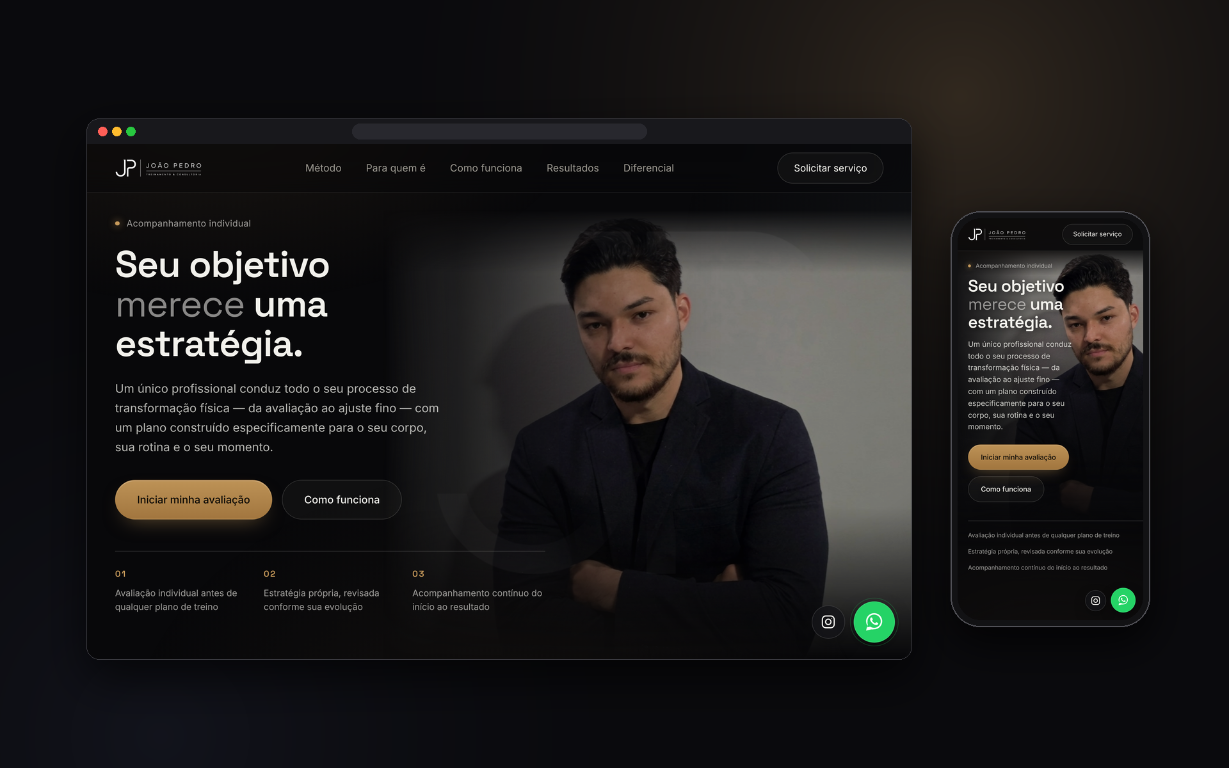 JOÃO PEDRO
Método
Para quem é
Como funciona
Resultados
Diferencial
Solicitar serviço
Acompanhamento individual
Seu objetivo
merece uma
estratégia.
Um único profissional conduz todo o seu processo de
transformação física — da avaliação ao ajuste fino — com
um plano construído especificamente para o seu corpo,
sua rotina e o seu momento.
Iniciar minha avaliação
Como funciona
01
Avaliação individual antes de
qualquer plano de treino
02
Estratégia própria, revisada
conforme sua evolução
03
Acompanhamento contínuo do
início ao resultado
JOÃO PEDRO
Solicitar serviço
Acompanhamento individual
Seu objetivo
merece uma
estratégia.
Um único profissional conduz
todo o seu processo de
transformação física — da
avaliação ao ajuste fino —
com um plano construído
especificamente para o seu
corpo, sua rotina e o seu
momento.
Iniciar minha avaliação
Como funciona
Avaliação individual antes de qualquer plano de treino
Estratégia própria, revisada conforme sua evolução
Acompanhamento contínuo do início ao resultado